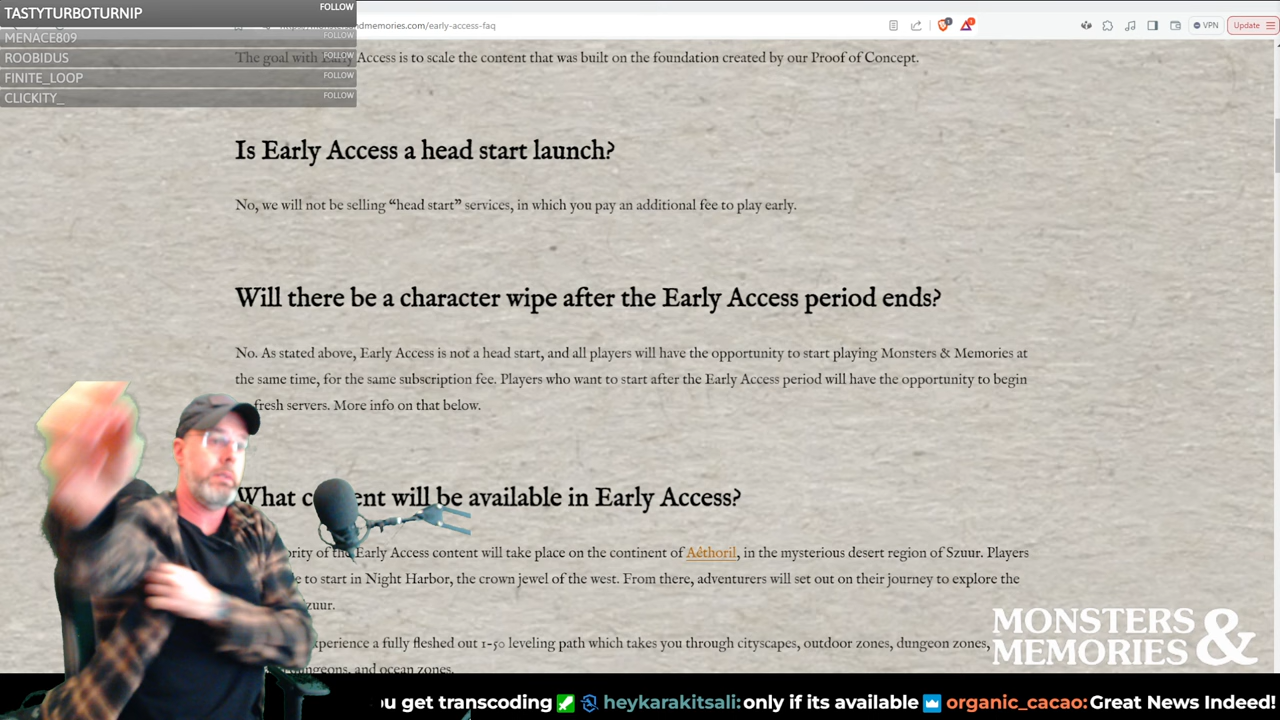 TASTYTURBOTURNIP FOLLOW
MENACE809 FOLLOW
ROOBIDUS FOLLOW
FINITE_LOOP FOLLOW
CLICKITY_ FOLLOW
andmemories.com/early-access-faq
VPN
Update
The goal with Early Access is to scale the content that was built on the foundation created by our Proof of Concept.
Is Early Access a head start launch?
No, we will not be selling “head start” services, in which you pay an additional fee to play early.
Will there be a character wipe after the Early Access period ends?
No. As stated above, Early Access is not a head start, and all players will have the opportunity to start playing Monsters & Memories at
the same time, for the same subscription fee. Players who want to start after the Early Access period will have the opportunity to begin
fresh servers. More info on that below.
What content will be available in Early Access?
of the Early Access content will take place on the continent of Aéthoril, in the mysterious desert region of Szuur. Players
to start in Night Harbor, the crown jewel of the west. From there, adventurers will set out on their journey to explore the
experience a fully fleshed out 1-50 leveling path which takes you through cityscapes, outdoor zones, dungeon zones,
dungeons, and ocean zones.
MONSTERS & MEMORIES
u get transcoding heykarakitsali: only if its available organic_cacao: Great News Indeed!